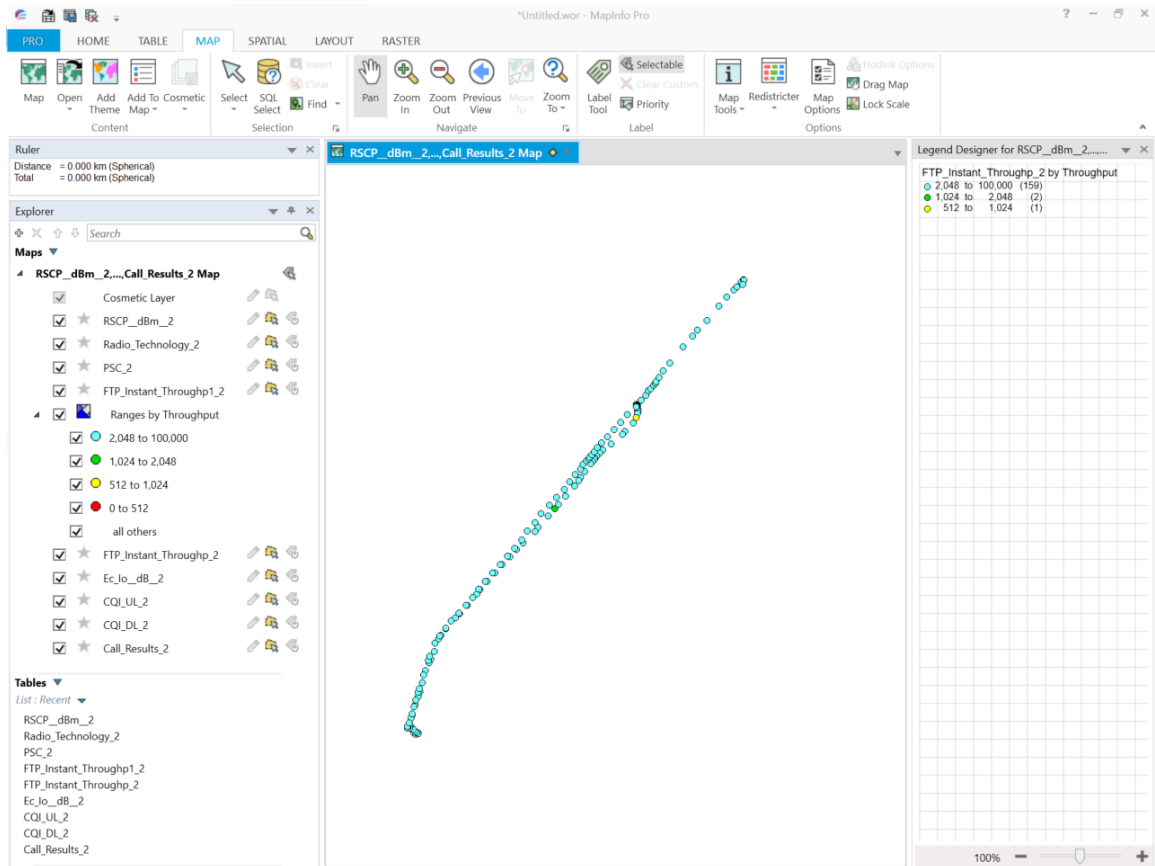 *Untitled.wor - MapInfo Pro
PRO HOME TABLE MAP SPATIAL LAYOUT RASTER
Map
Open
Add Theme
Add To Map
Cosmetic
Content
Select
SQL Select
Invert
Clear
Find
Selection
Pan
Zoom In
Zoom Out
Previous View
Move To
Zoom To
Navigate
Label Tool
Selectable
Clear Custom
Priority
Label
Map Tools
Redistricter
Map Options
Hotlink Options
Drag Map
Lock Scale
Options
Ruler
Distance = 0.000 km (Spherical)
Total = 0.000 km (Spherical)
Explorer
Search
Maps
RSCP__dBm_2,...,Call_Results_2 Map
Cosmetic Layer
RSCP__dBm__2
Radio_Technology_2
PSC_2
FTP_Instant_Throughp1_2
Ranges by Throughput
2,048 to 100,000
1,024 to 2,048
512 to 1,024
0 to 512
all others
FTP_Instant_Throughp_2
Ec_Io__dB__2
CQI_UL_2
CQI_DL_2
Call_Results_2
Tables
List : Recent
RSCP__dBm__2
Radio_Technology_2
PSC_2
FTP_Instant_Throughp1_2
FTP_Instant_Throughp_2
Ec_Io__dB__2
CQI_UL_2
CQI_DL_2
Call_Results_2
RSCP__dBm__2,...,Call_Results_2 Map
Legend Designer for RSCP__dBm__2,...
FTP_Instant_Throughp_2 by Throughput
2,048 to 100,000 (159)
1,024 to 2,048 (2)
512 to 1,024 (1)
100%